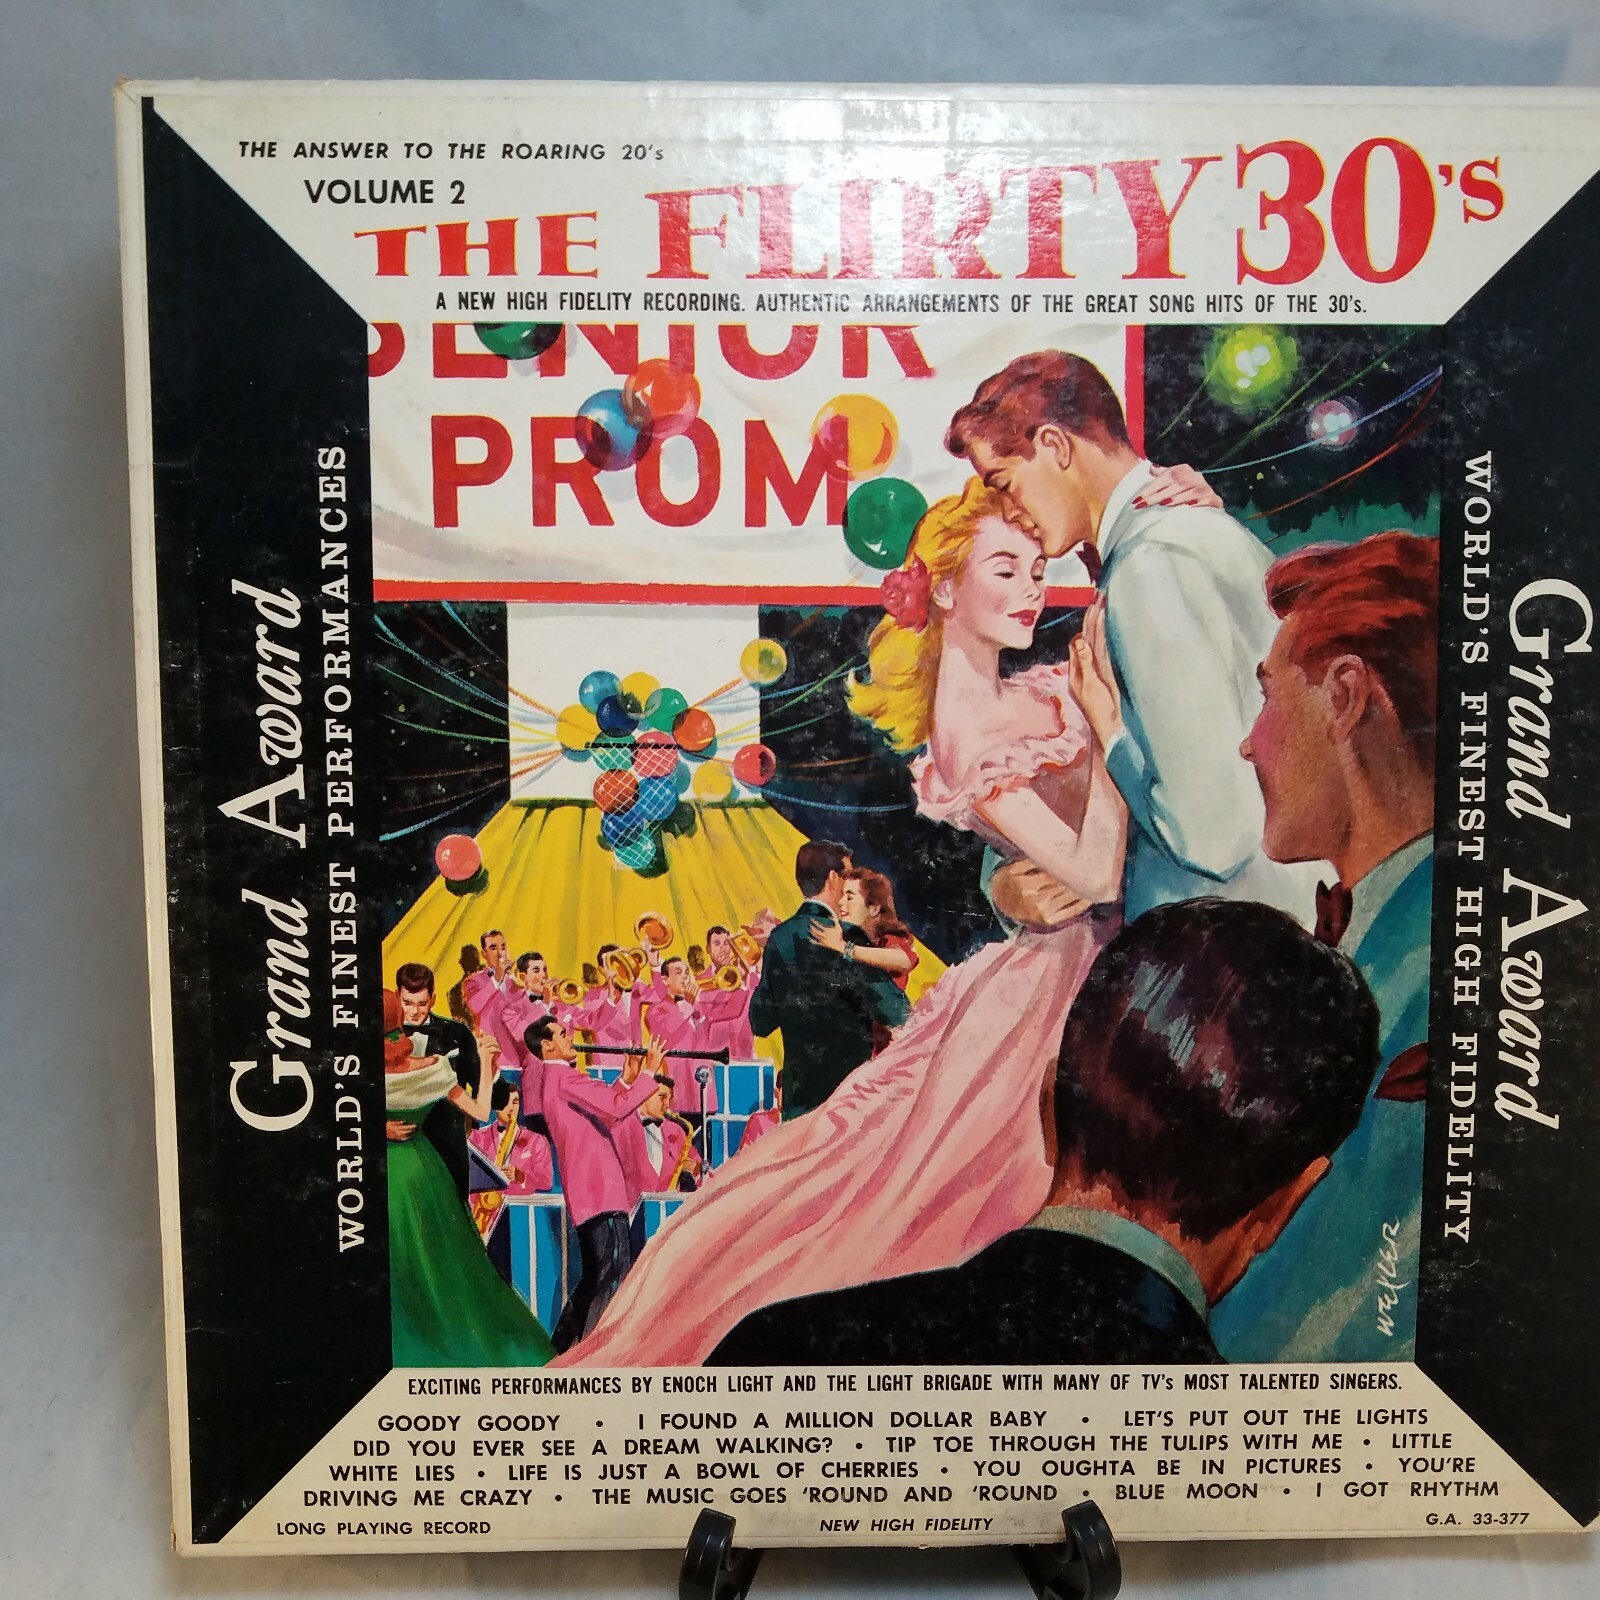 THE ANSWER TO THE ROARING 20's
VOLUME 2
THE FLIRTY 30's
A NEW HIGH FIDELITY RECORDING. AUTHENTIC ARRANGEMENTS OF THE GREAT SONG HITS OF THE 30's.
SENIOR
PROM
Grand Award
WORLD'S FINEST PERFORMANCES
WORLD'S FINEST HIGH FIDELITY
Grand Award
EXCITING PERFORMANCES BY ENOCH LIGHT AND THE LIGHT BRIGADE WITH MANY OF TV's MOST TALENTED SINGERS.
GOODY GOODY • I FOUND A MILLION DOLLAR BABY • LET'S PUT OUT THE LIGHTS
DID YOU EVER SEE A DREAM WALKING? • TIP TOE THROUGH THE TULIPS WITH ME • LITTLE
WHITE LIES • LIFE IS JUST A BOWL OF CHERRIES • YOU OUGHTA BE IN PICTURES • YOU'RE
DRIVING ME CRAZY • THE MUSIC GOES 'ROUND AND 'ROUND • BLUE MOON • I GOT RHYTHM
LONG PLAYING RECORD NEW HIGH FIDELITY G.A. 33-377